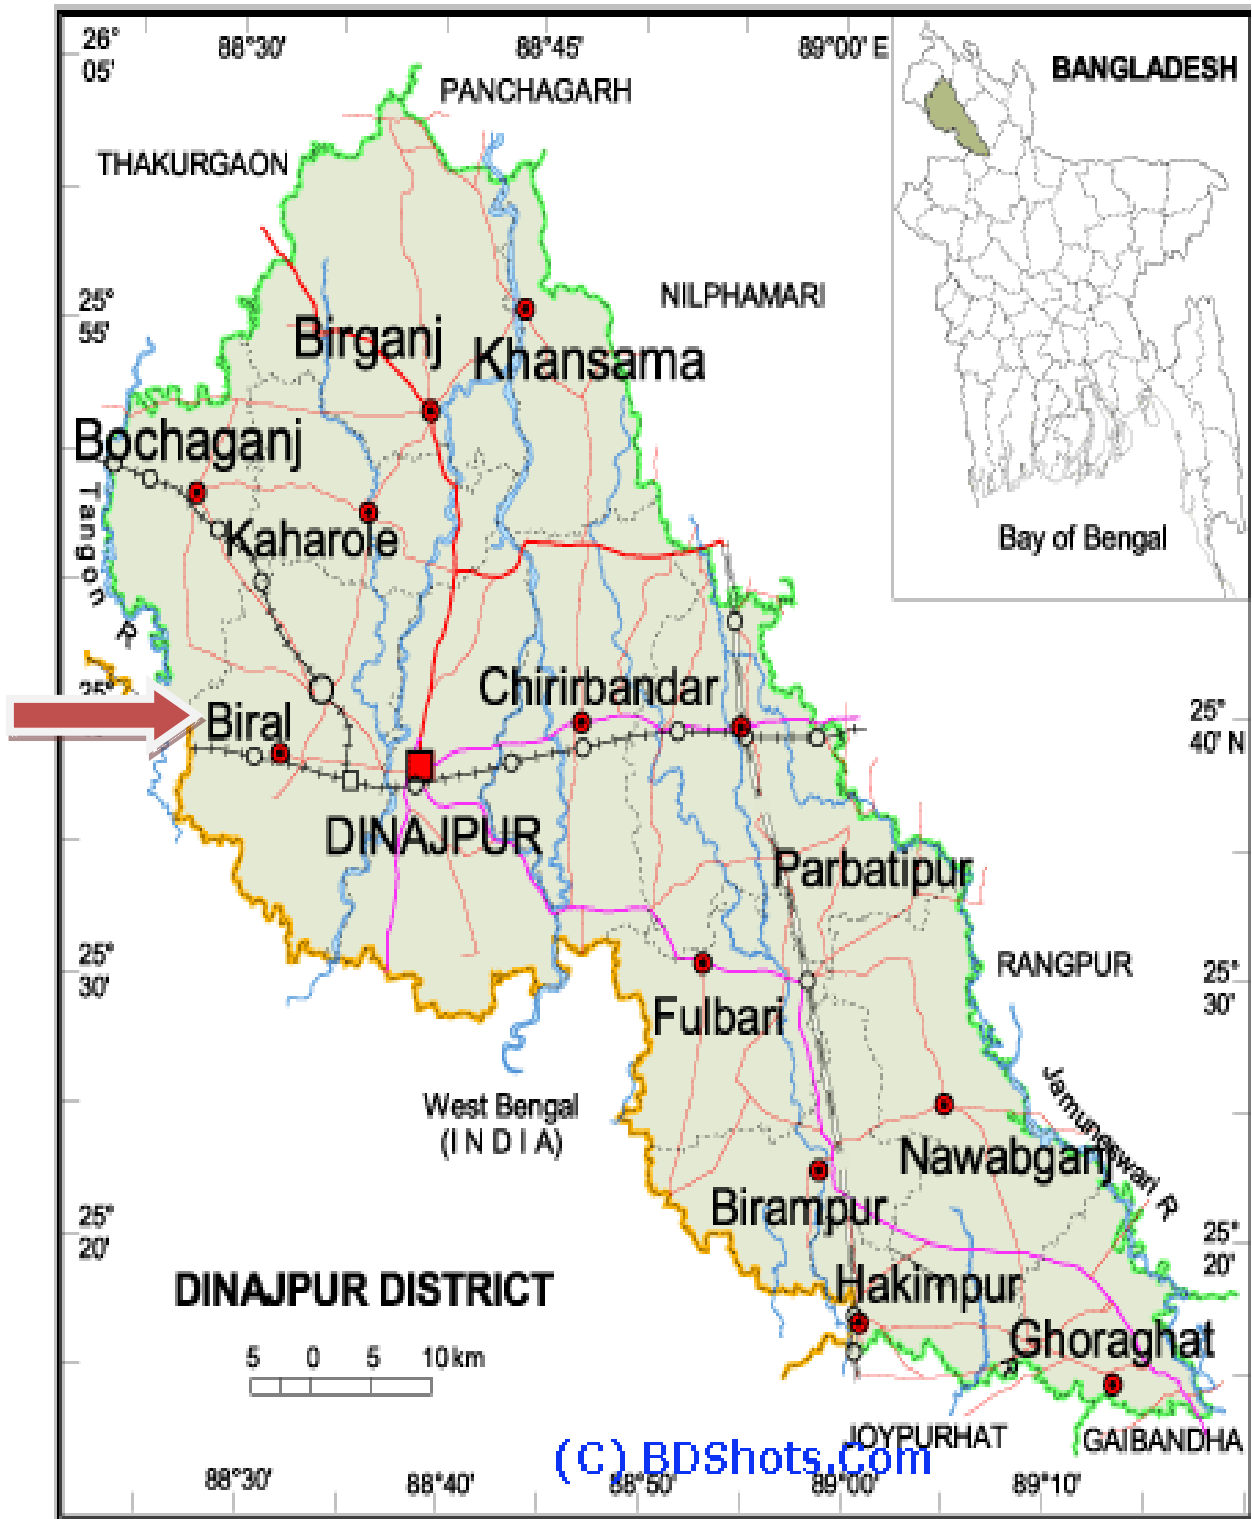 26°
05'
88°30'
88°45'
89°00' E
BANGLADESH
PANCHAGARH
THAKURGAON
25°
55'
NILPHAMARI
Birganj
Khansama
Bochaganj
Tangon
R
Kaharole
Bay of Bengal
Chirirbandar
Biral
25°
40' N
DINAJPUR
Parbatipur
25°
30'
RANGPUR
25°
30'
Fulbari
Jamuneswari R
West Bengal
(I N D I A)
Nawabganj
Birampur
25°
20'
25°
20'
DINAJPUR DISTRICT
Hakimpur
Ghoraghat
5 0 5 10 km
R
JOYPURHAT
GAIBANDHA
(C) BDShots.Com
88°30'
88°40'
88°50'
89°00'
89°10'